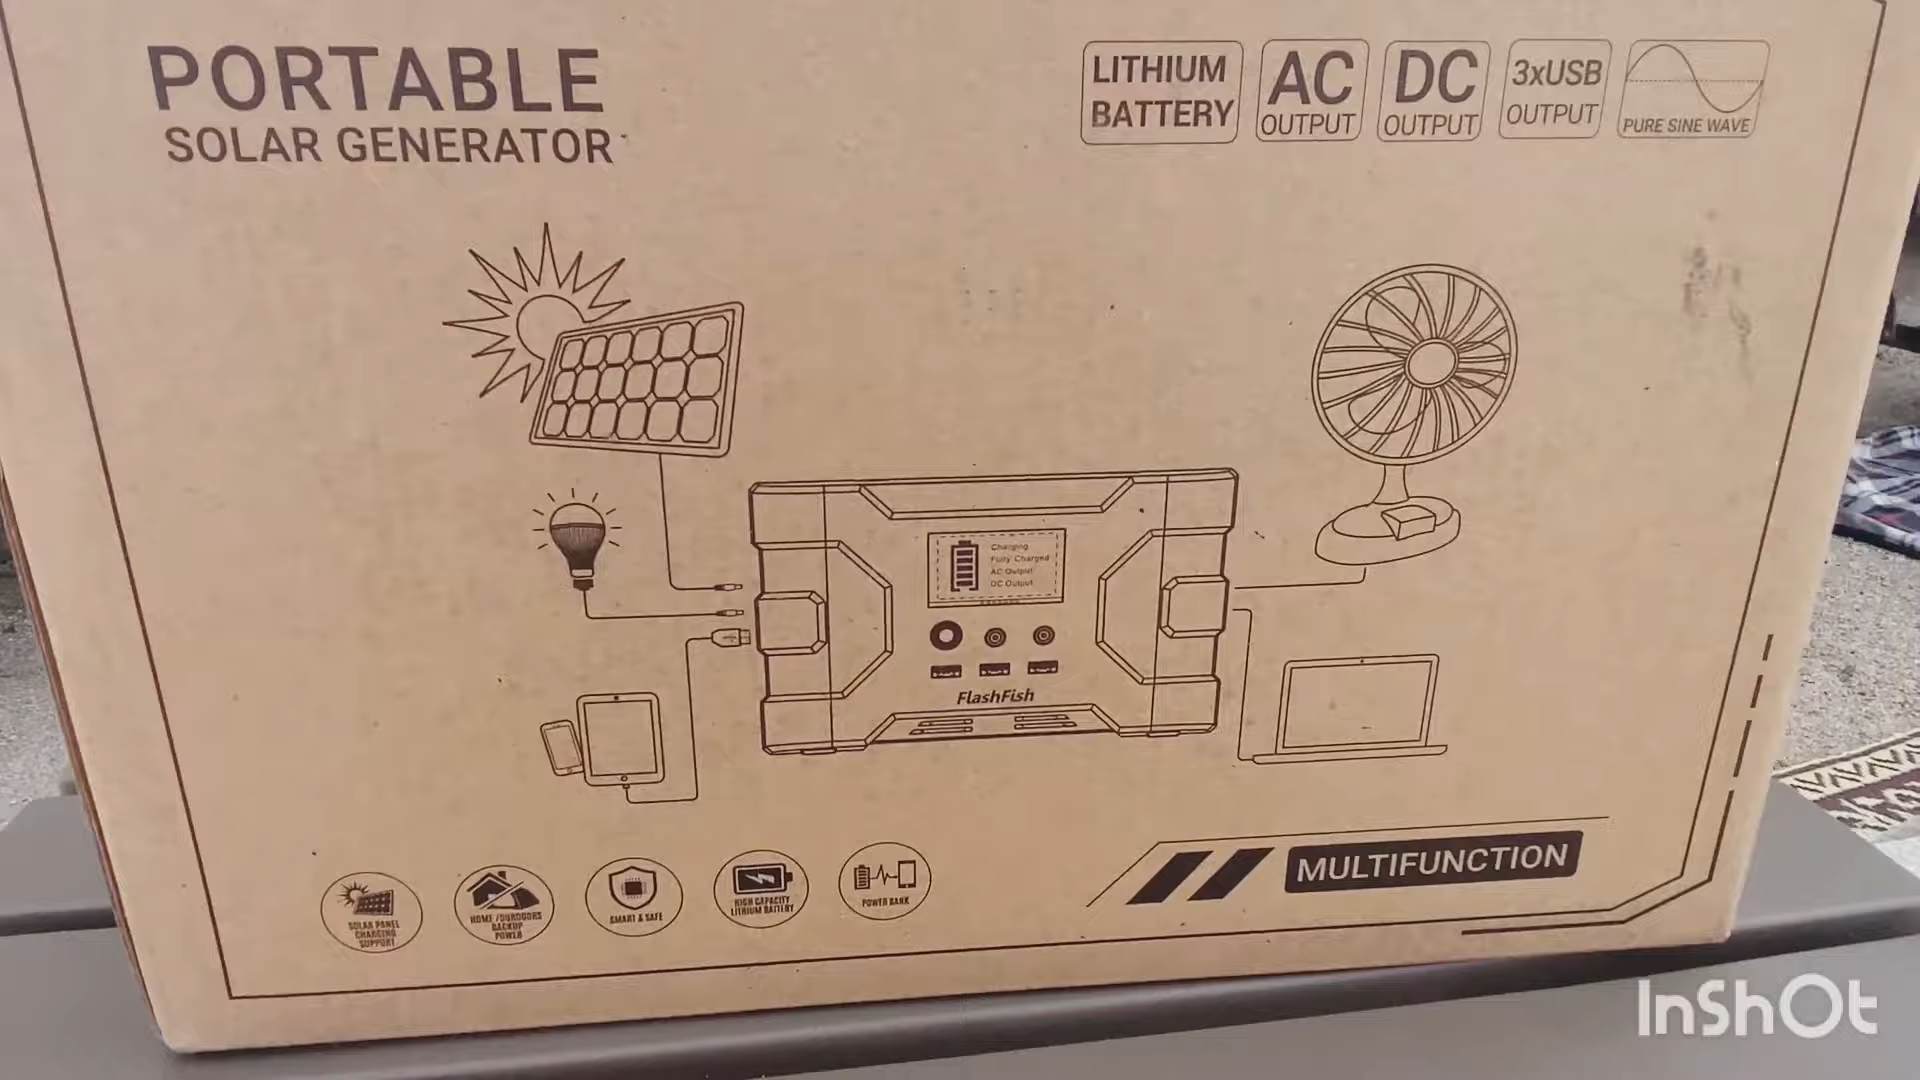 PORTABLE
SOLAR GENERATOR
LITHIUM
BATTERY
AC
OUTPUT
DC
OUTPUT
3xUSB
OUTPUT
PURE SINE WAVE
Charging
Fully Charged
AC Output
DC Output
FlashFish
SOLAR PANEL
CHARGING
SUPPORT
HOME /OURDOORS
BACKUP
POWER
SMART & SAFE
HIGH CAPACITY
LITHIUM BATTERY
POWER BANK
MULTIFUNCTION
InShOt